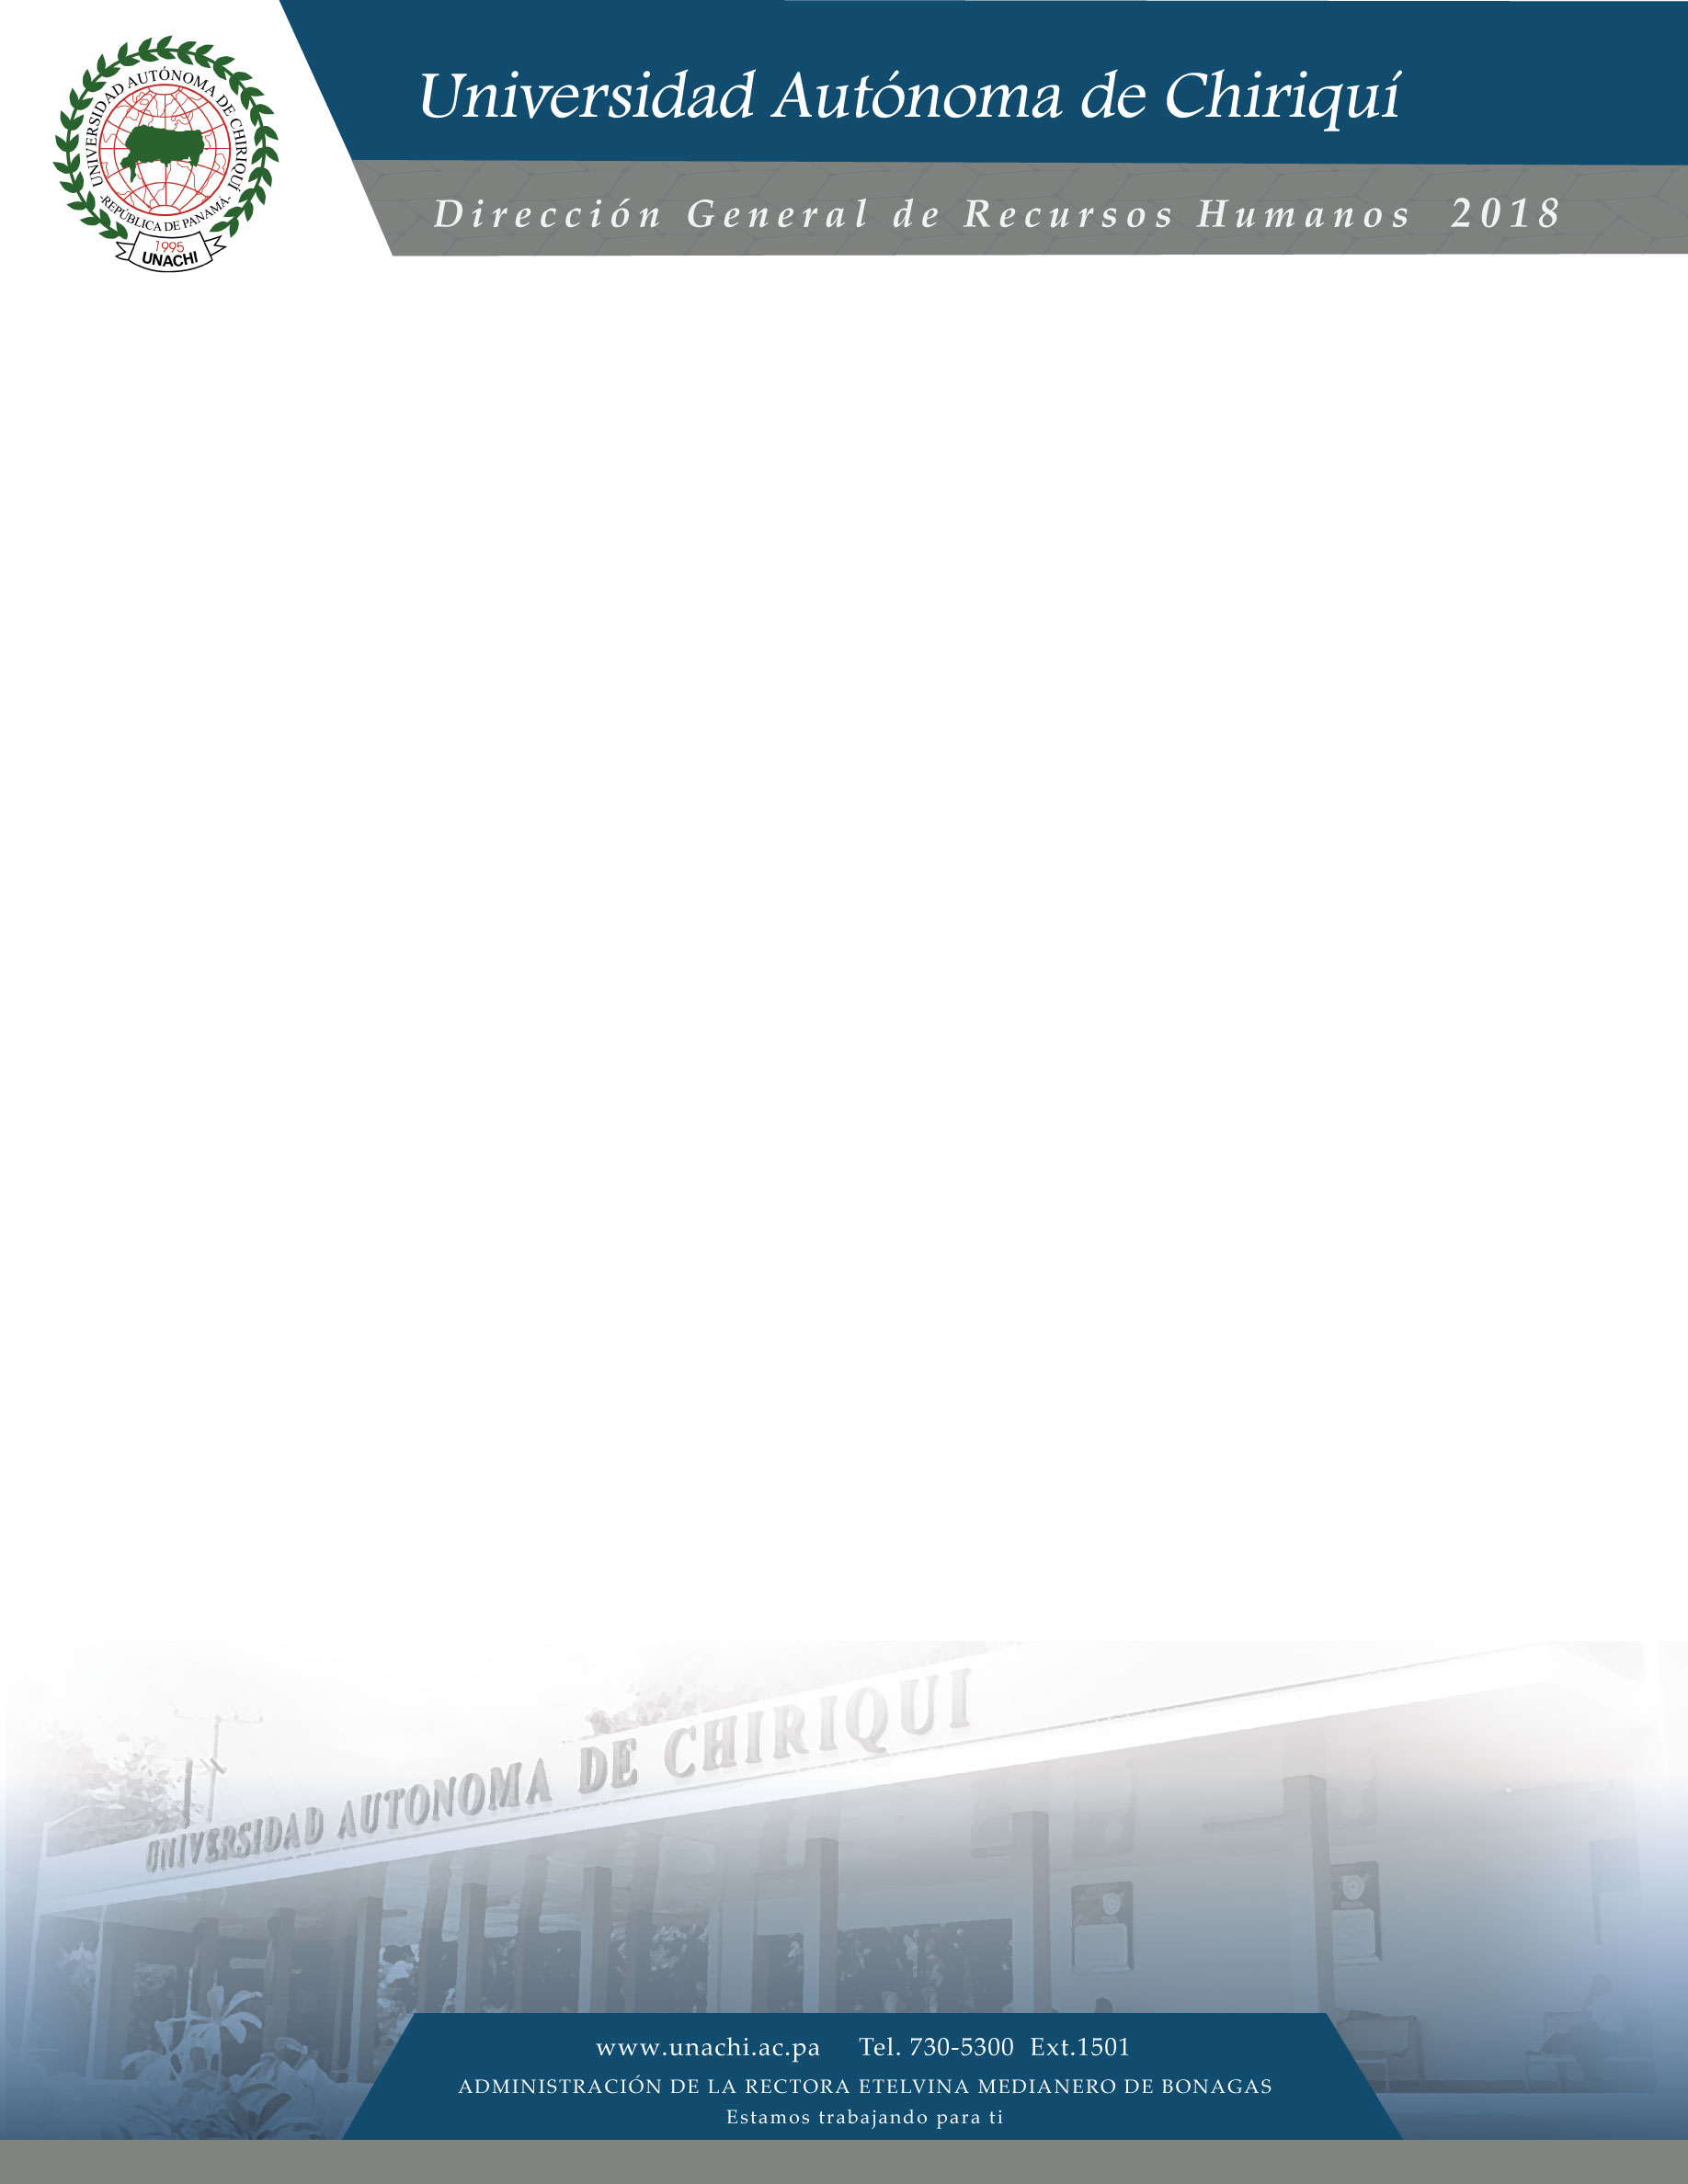 Universidad Autónoma de Chiriquí
Dirección General de Recursos Humanos 2018
UNIVERSIDAD AUTÓNOMA DE CHIRIQUÍ
-REPÚBLICA DE PANAMÁ-
1995
UNACHI
UNIVERSIDAD AUTONOMA DE CHIRIQUI
www.unachi.ac.pa Tel. 730-5300 Ext.1501
ADMINISTRACIÓN DE LA RECTORA ETELVINA MEDIANERO DE BONAGAS
Estamos trabajando para ti